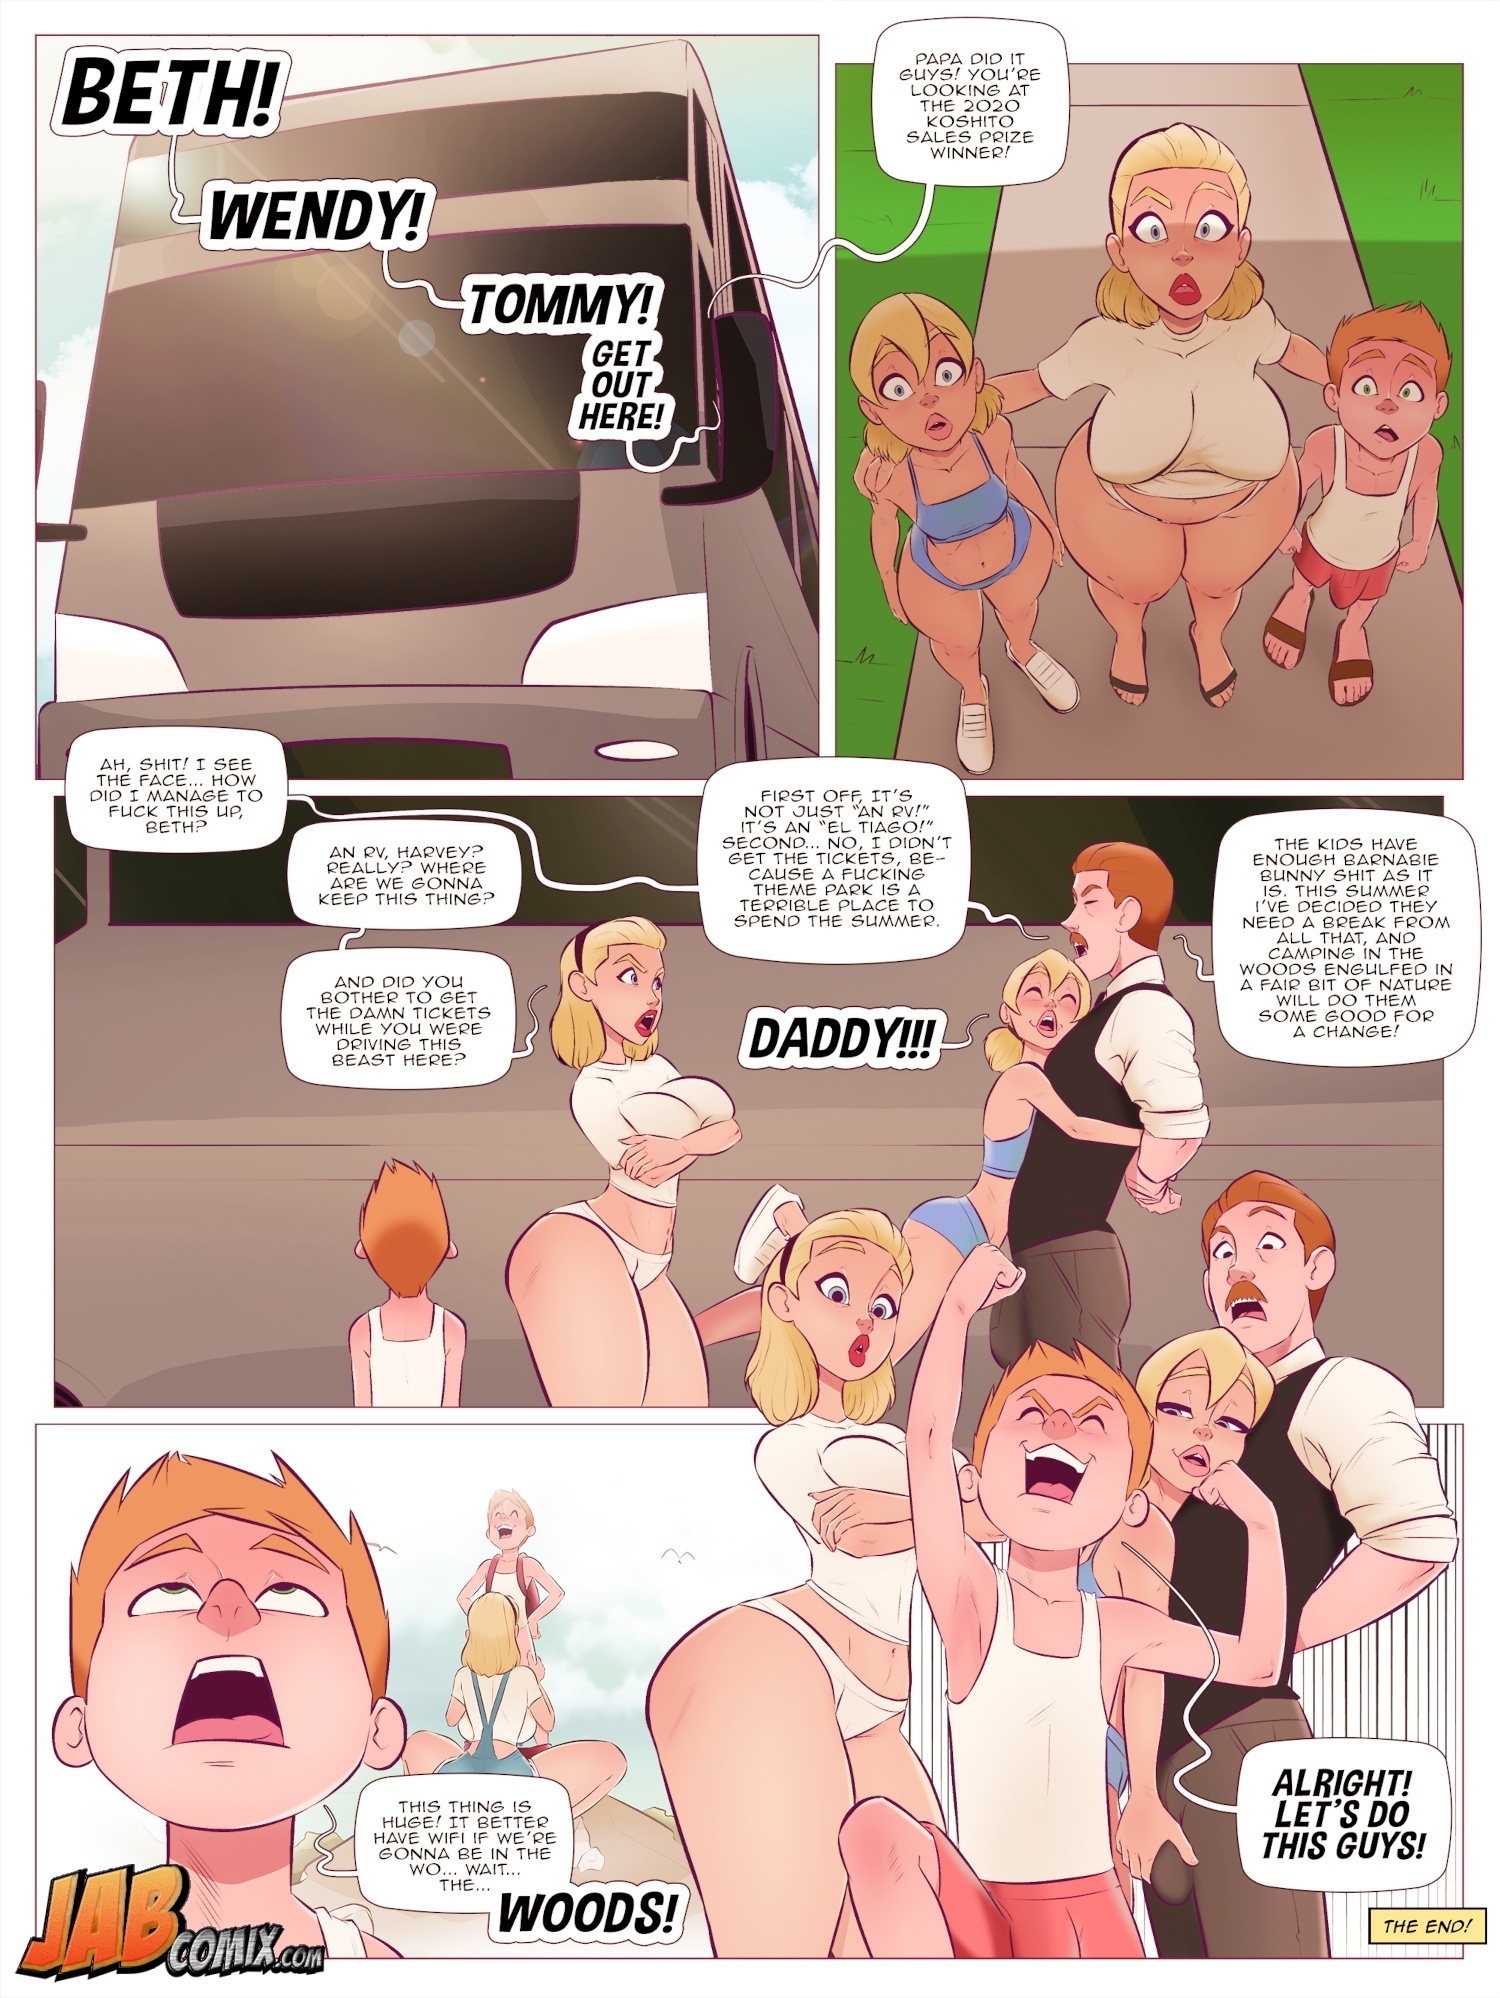 BETH!
WENDY!
TOMMY!
GET
OUT
HERE!
PAPA DID IT
GUYS! YOU'RE
LOOKING AT
THE 2020
KOSHITO
SALES PRIZE
WINNER!
AH, SHIT! I SEE
THE FACE... HOW
DID I MANAGE TO
FUCK THIS UP,
BETH?
AN RV, HARVEY?
REALLY? WHERE
ARE WE GONNA
KEEP THIS THING?
AND DID YOU
BOTHER TO GET
THE DAMN TICKETS
WHILE YOU WERE
DRIVING THIS
BEAST HERE?
FIRST OFF, IT'S
NOT JUST "AN RV!"
IT'S AN "EL TIAGO!"
SECOND... NO, I DIDN'T
GET THE TICKETS, BE-
CAUSE A FUCKING
THEME PARK IS A
TERRIBLE PLACE TO
SPEND THE SUMMER.
DADDY!!!
THE KIDS HAVE
ENOUGH BARNABIE
BUNNY SHIT AS IT
IS. THIS SUMMER
I'VE DECIDED THEY
NEED A BREAK FROM
ALL THAT, AND
CAMPING IN THE
WOODS ENGULFED IN
A FAIR BIT OF NATURE
WILL DO THEM
SOME GOOD FOR
A CHANGE!
THIS THING IS
HUGE! IT BETTER
HAVE WIFI IF WE'RE
GONNA BE IN THE
WO... WAIT...
THE...
WOODS!
ALRIGHT!
LET'S DO
THIS GUYS!
THE END!
JAB
COMIX.com